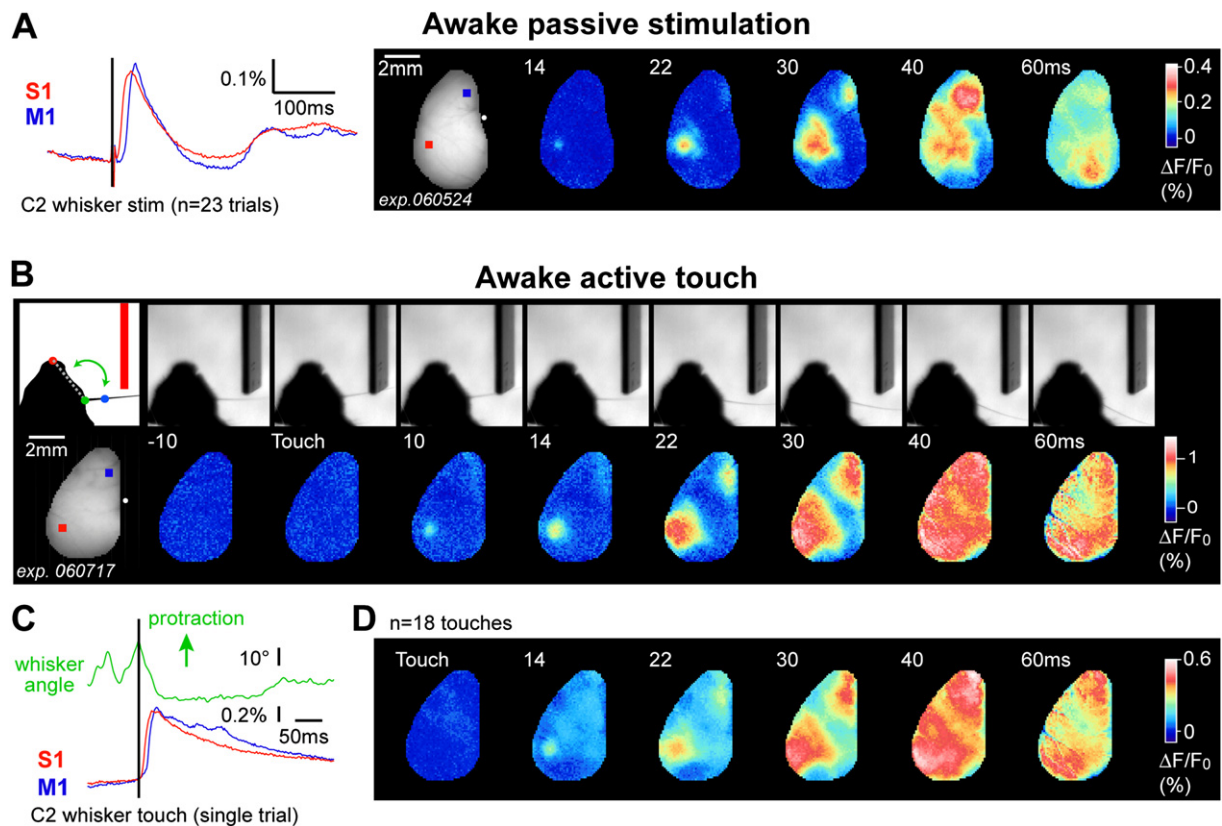 A
Awake passive stimulation
S1
M1
0.1%
100ms
C2 whisker stim (n=23 trials)
2mm
14
22
30
40
60ms
exp.060524
0.4
0.2
0
ΔF/F0
(%)
B
Awake active touch
2mm
-10
Touch
10
14
22
30
40
60ms
exp. 060717
1
0
ΔF/F0
(%)
C
protraction
whisker
angle
10°
0.2%
50ms
S1
M1
C2 whisker touch (single trial)
D
n=18 touches
Touch
14
22
30
40
60ms
0.6
0
ΔF/F0
(%)